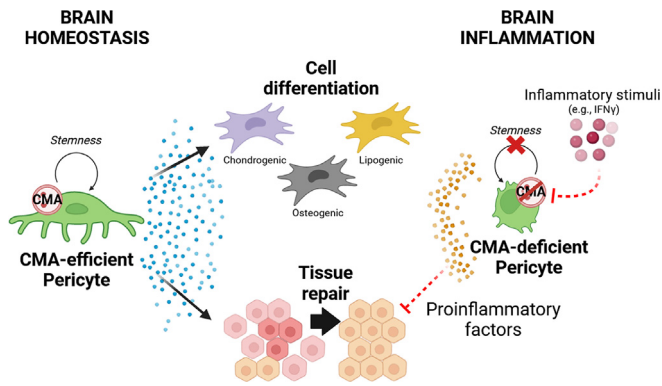 BRAIN
HOMEOSTASIS
Stemness
CMA
CMA-efficient
Pericyte
Cell
differentiation
Chondrogenic
Lipogenic
Osteogenic
Tissue
repair
BRAIN
INFLAMMATION
Inflammatory stimuli
(e.g., IFNγ)
Stemness
CMA
CMA-deficient
Pericyte
Proinflammatory
factors